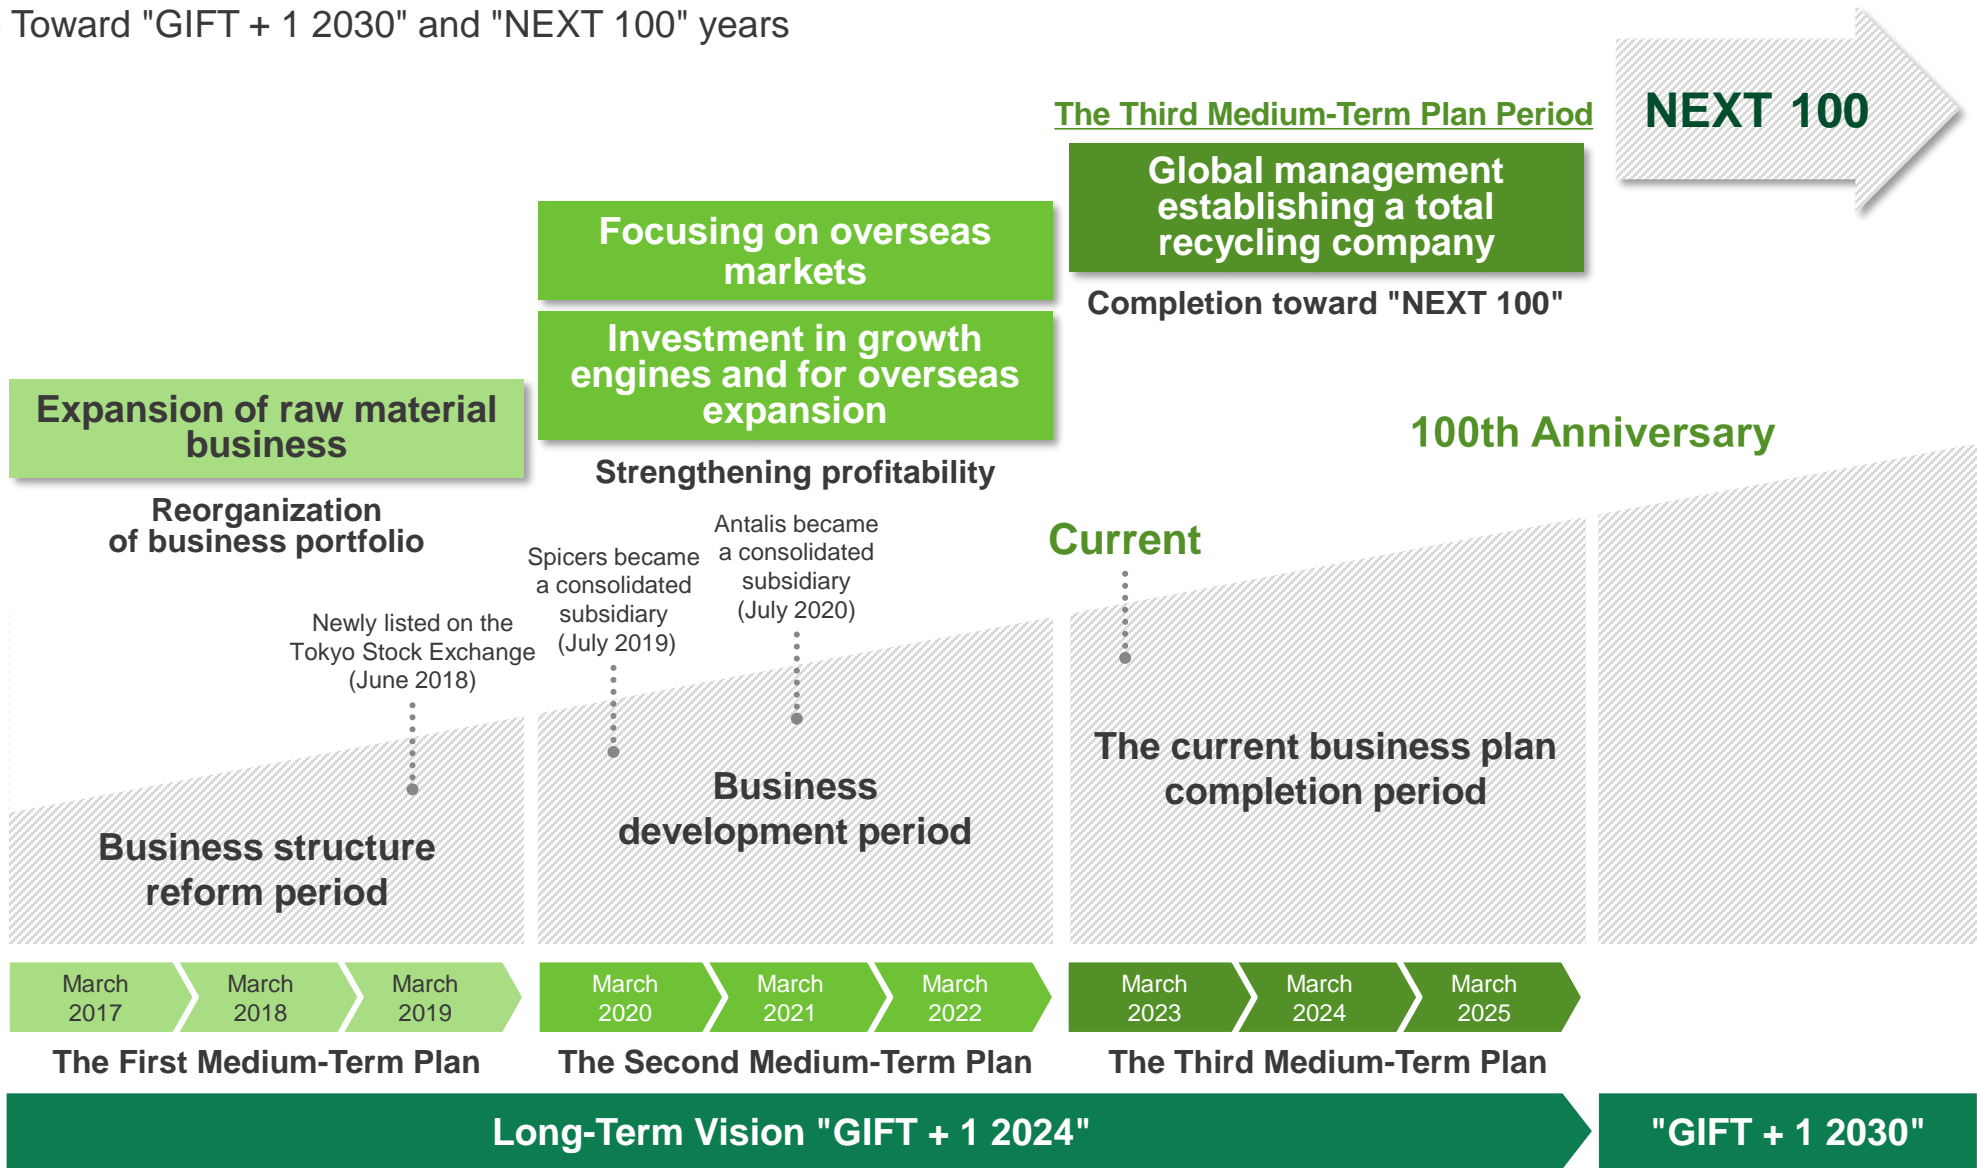 Toward "GIFT + 1 2030" and "NEXT 100" years
NEXT 100
The Third Medium-Term Plan Period
Global management
establishing a total
recycling company
Completion toward "NEXT 100"
Focusing on overseas
markets
Investment in growth
engines and for overseas
expansion
Strengthening profitability
Expansion of raw material
business
Reorganization
of business portfolio
100th Anniversary
Newly listed on the
Tokyo Stock Exchange
(June 2018)
Spicers became
a consolidated
subsidiary
(July 2019)
Antalis became
a consolidated
subsidiary
(July 2020)
Current
Business structure
reform period
Business
development period
The current business plan
completion period
March
2017
March
2018
March
2019
March
2020
March
2021
March
2022
March
2023
March
2024
March
2025
The First Medium-Term Plan
The Second Medium-Term Plan
The Third Medium-Term Plan
Long-Term Vision "GIFT + 1 2024"
"GIFT + 1 2030"